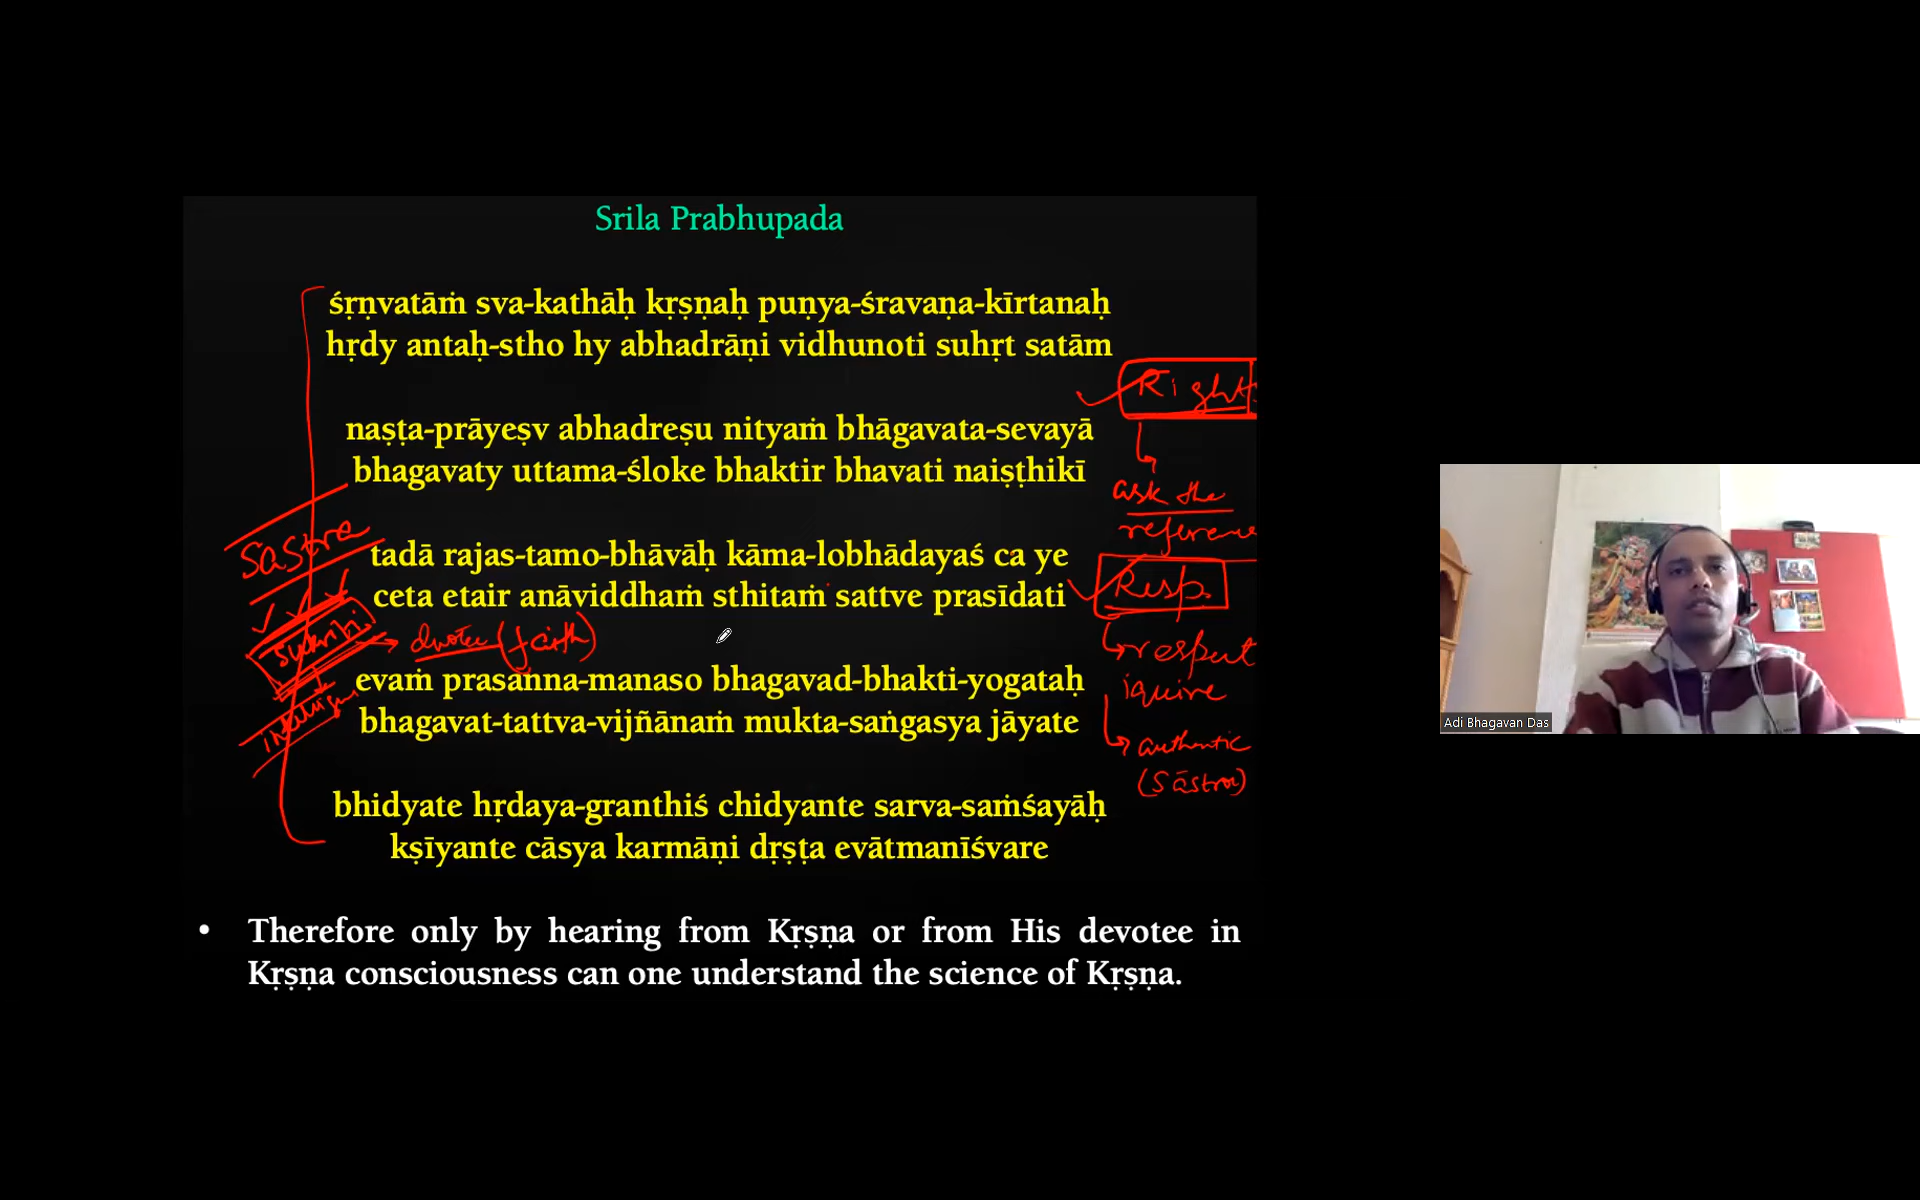 Srila Prabhupada
śṛṇvatāṁ sva-kathāḥ kṛṣṇaḥ puṇya-śravaṇa-kīrtanaḥ
hṛdy antaḥ-stho hy abhadrāṇi vidhunoti suhṛt satām
naṣṭa-prāyeṣv abhadreṣu nityaṁ bhāgavata-sevayā
bhagavaty uttama-śloke bhaktir bhavati naiṣṭhikī
tadā rajas-tamo-bhāvāḥ kāma-lobhādayaś ca ye
ceta etair anāviddhaṁ sthitaṁ sattve prasīdati
evaṁ prasanna-manaso bhagavad-bhakti-yogataḥ
bhagavat-tattva-vijñānaṁ mukta-saṅgasya jāyate
bhidyate hṛdaya-granthiś chidyante sarva-saṁśayāḥ
kṣīyante cāsya karmāṇi dṛṣṭa evātmanīśvare
• Therefore only by hearing from Kṛṣṇa or from His devotee in
Kṛṣṇa consciousness can one understand the science of Kṛṣṇa.
Sastra
(faith)
Right
ask the
Resp.
respect
iquire
authentic
(Sāstra)
Adi Bhagavan Das